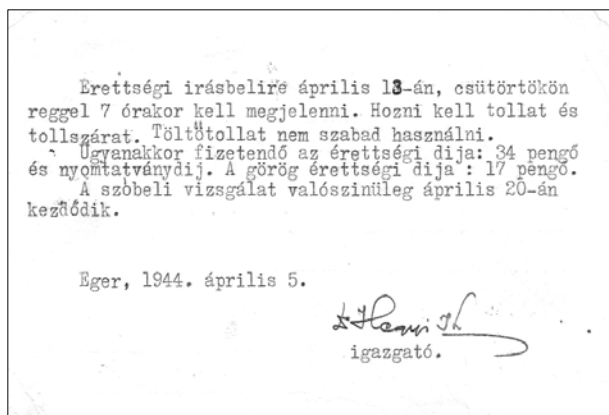 Érettségi irásbelire április 13-án, csütörtökön
reggel 7 órakor kell megjelenni. Hozni kell tollat és
tollszárat. Töltőtollat nem szabad használni.
Ugyanakkor fizetendő az érettségi dija: 34 pengő
és nyomtatványdij. A görög érettségi dija : 17 pengő.
A szóbeli vizsgálat valószinüleg április 20-án
kezdődik.
Eger, 1944. április 5.
igazgató.